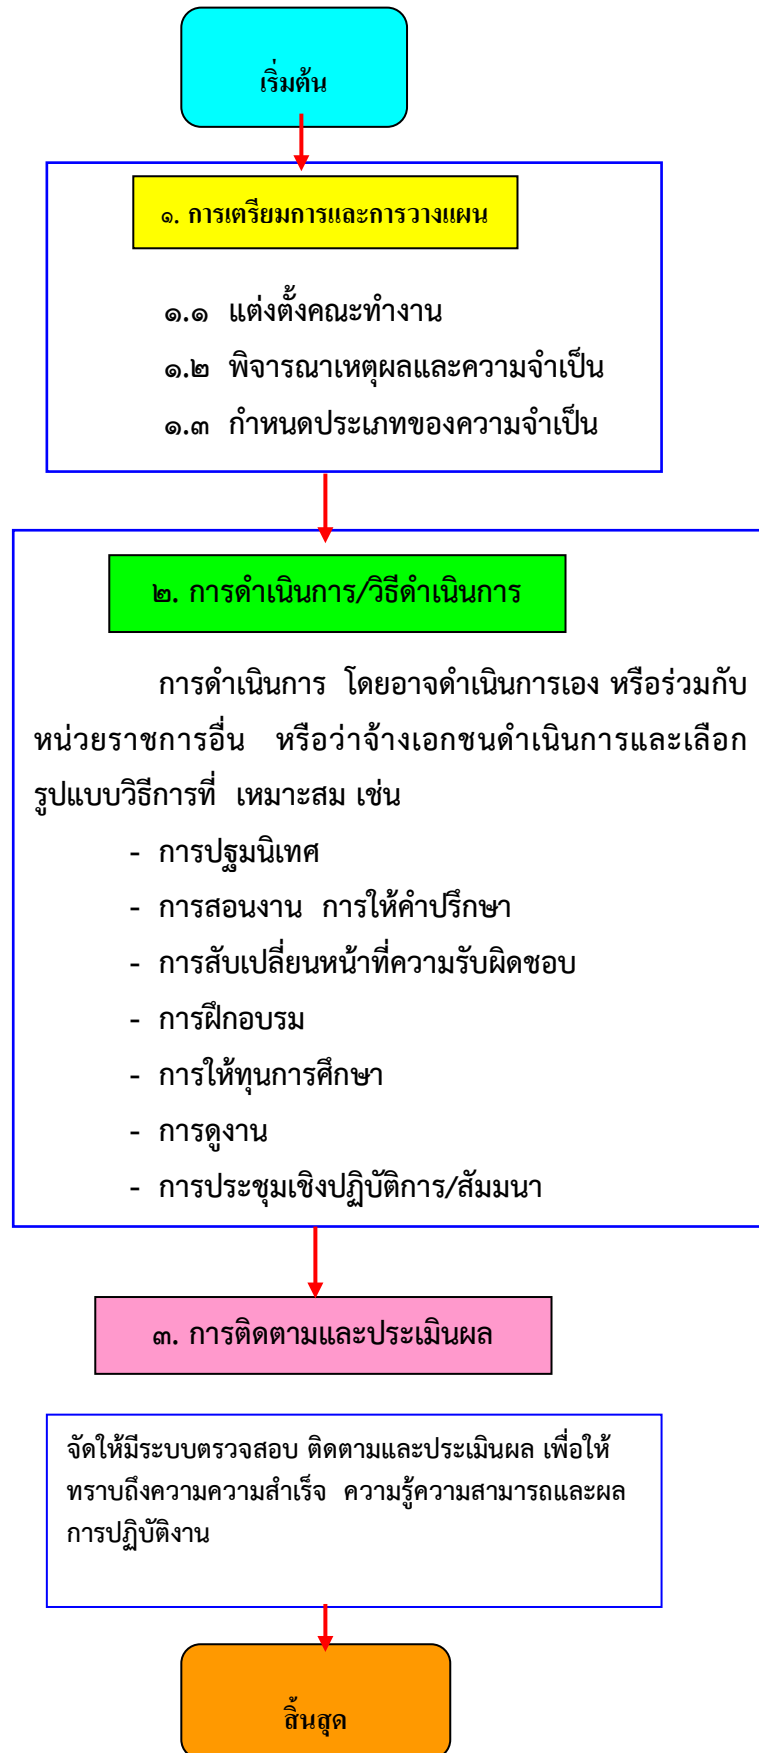 เริ่มต้น
๑. การเตรียมการและการวางแผน
๑.๑ แต่งตั้งคณะทำงาน
๑.๒ พิจารณาเหตุผลและความจำเป็น
๑.๓ กำหนดประเภทของความจำเป็น
๒. การดำเนินการ/วิธีดำเนินการ
การดำเนินการ โดยอาจดำเนินการเอง หรือร่วมกับ
หน่วยราชการอื่น หรือว่าจ้างเอกชนดำเนินการและเลือก
รูปแบบวิธีการที่ เหมาะสม เช่น
- การปฐมนิเทศ
- การสอนงาน การให้คำปรึกษา
- การสับเปลี่ยนหน้าที่ความรับผิดชอบ
- การฝึกอบรม
- การให้ทุนการศึกษา
- การดูงาน
- การประชุมเชิงปฏิบัติการ/สัมมนา
๓. การติดตามและประเมินผล
จัดให้มีระบบตรวจสอบ ติดตามและประเมินผล เพื่อให้
ทราบถึงความความสำเร็จ ความรู้ความสามารถและผล
การปฏิบัติงาน
สิ้นสุด